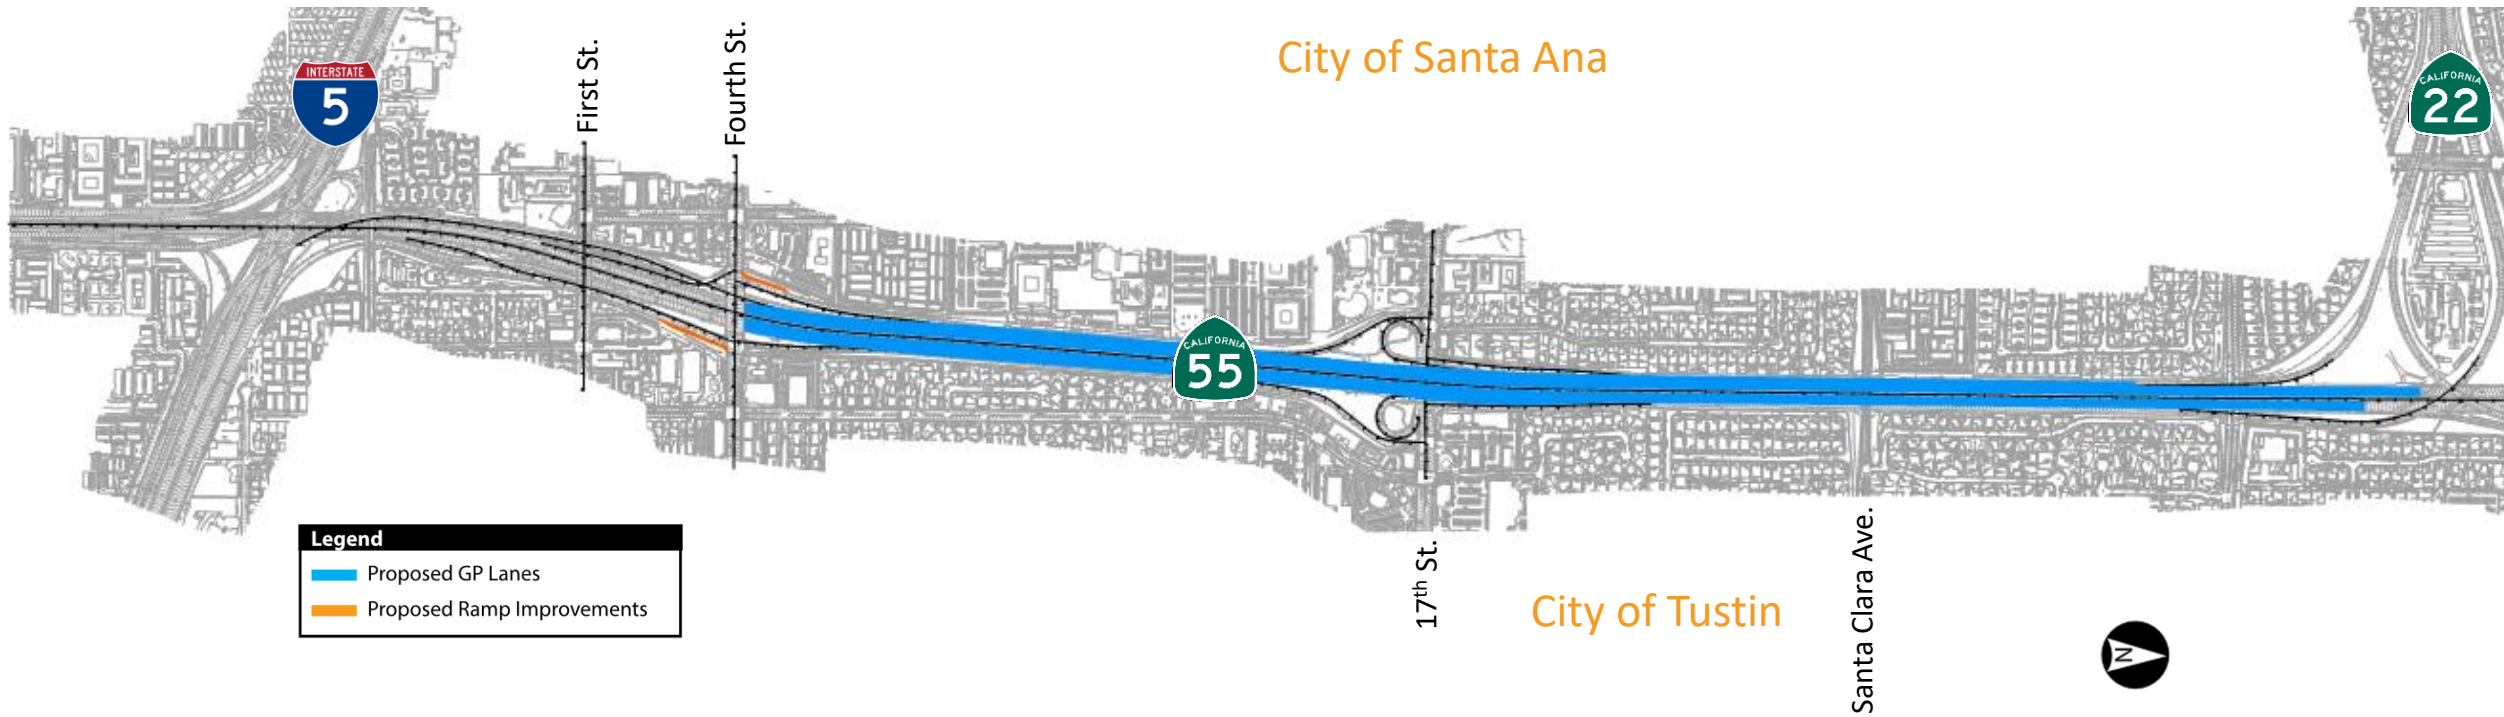 City of Santa Ana
INTERSTATE
5
First St.
Fourth St.
CALIFORNIA
22
CALIFORNIA
55
Legend
Proposed GP Lanes
Proposed Ramp Improvements
17th St.
City of Tustin
Santa Clara Ave.
N